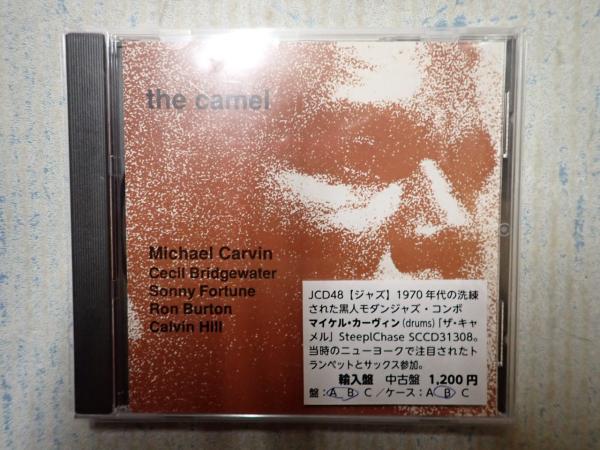 the camel
Michael Carvin
Cecil Bridgewater
Sonny Fortune
Ron Burton
Calvin Hill
JCD48【ジャズ】1970年代の洗練
された黒人モダンジャズ・コンボ
マイケル・カーヴィン(drums)「ザ・キャ
メル」SteeplChase SCCD31308。
当時のニューヨークで注目されたト
ランペットとサックス参加。
輸入盤 中古盤 1,200円
盤：A B C／ケース：A B C